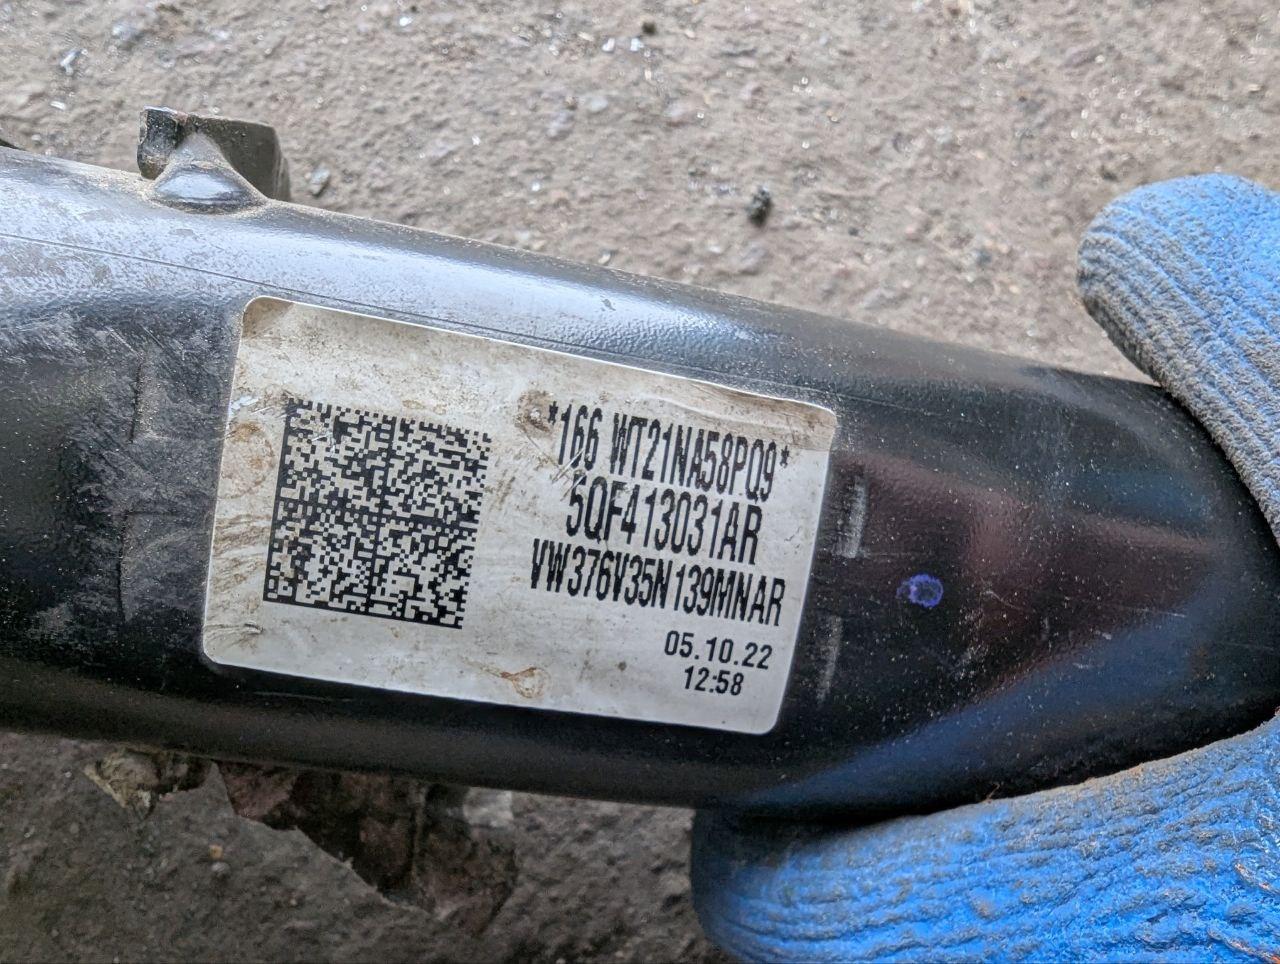 *166 WT21NA58PQ9*
5QF413031AR
VW376V35N139MNAR
05.10.22
12:58